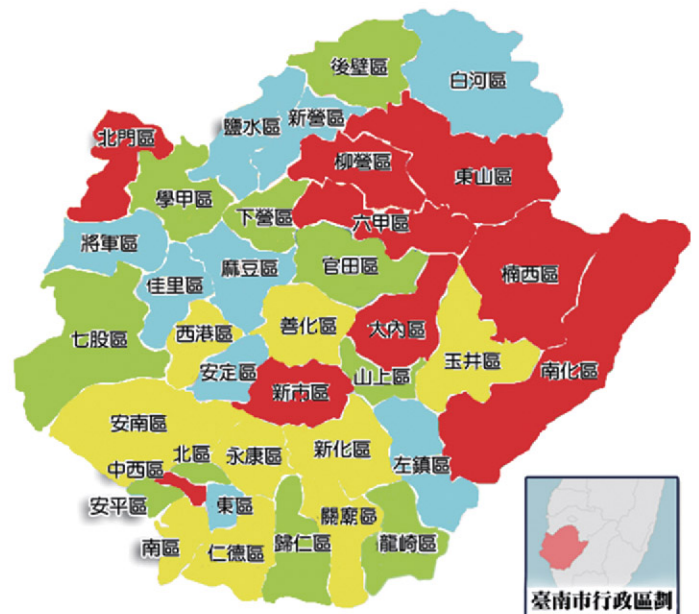 後壁區
白河區
新營區
鹽水區
北門區
柳營區
東山區
學甲區
下營區
六甲區
將軍區
麻豆區
官田區
楠西區
佳里區
七股區
西港區
善化區
大內區
玉井區
南化區
安定區
新市區
山上區
安南區
北區
永康區
新化區
左鎮區
中西區
安平區
東區
關廟區
南區
仁德區
歸仁區
龍崎區
臺南市行政區劃